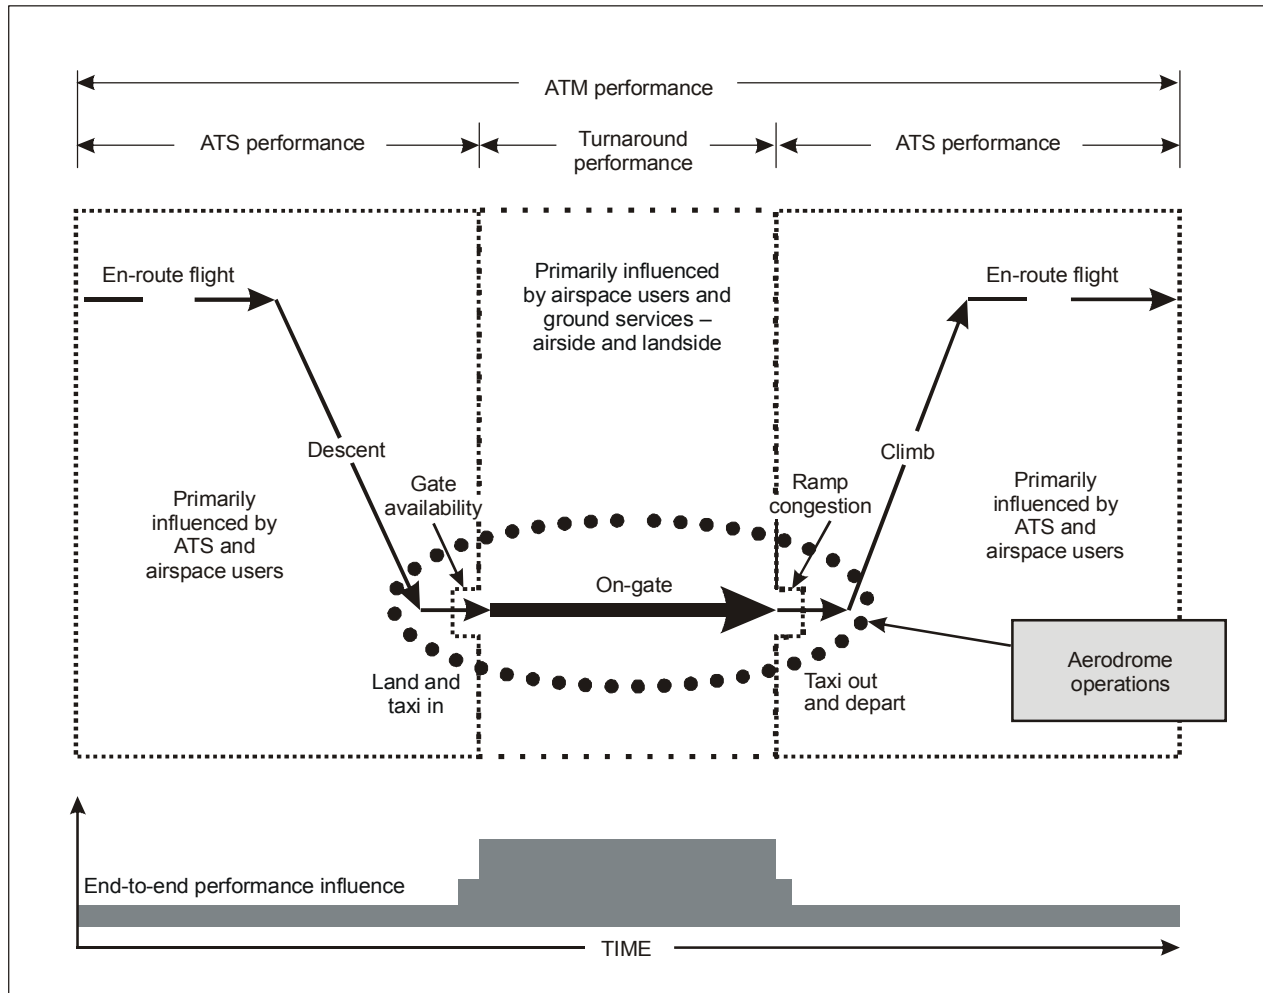 ATM performance
ATS performance
Turnaround
performance
ATS performance
En-route flight
Primarily influenced
by airspace users and
ground services –
airside and landside
En-route flight
Descent
Climb
Gate
availability
Ramp
congestion
Primarily
influenced by
ATS and
airspace users
Primarily
influenced by
ATS and
airspace users
On-gate
Land and
taxi in
Taxi out
and depart
Aerodrome
operations
End-to-end performance influence
TIME